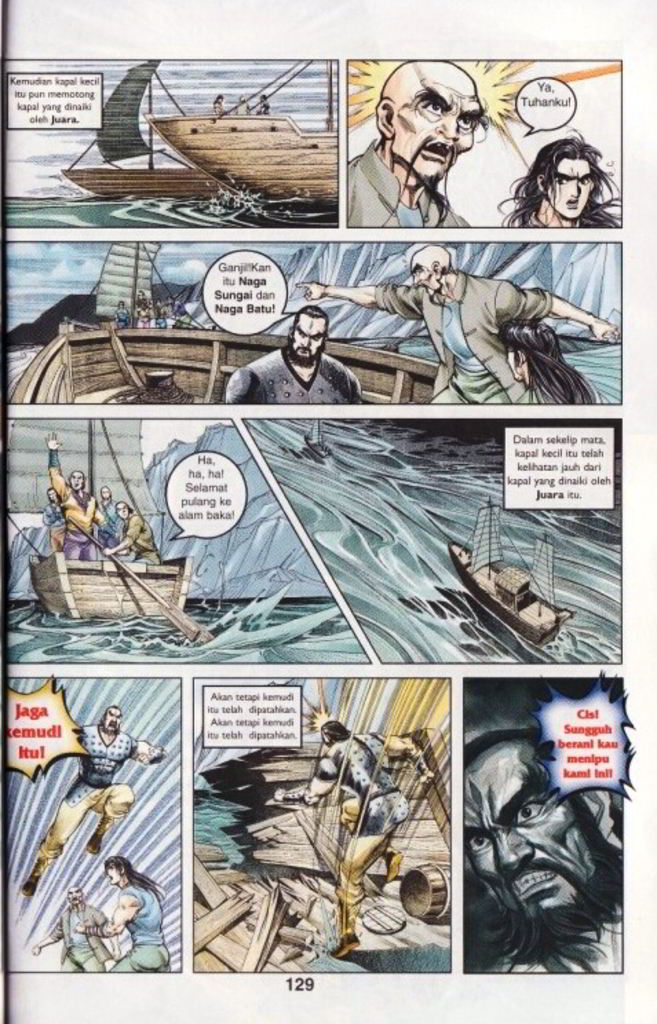 Kemudian kapal kecil
itu pun memotong
kapal yang dinaiki
oleh Juara.
Ya,
Tuhanku!
Ganjil!Kan
itu Naga
Sungai dan
Naga Batu!
Ha,
ha, ha!
Selamat
pulang ke
alam baka!
Dalam sekelip mata,
kapal kecil itu telah
kelihatan jauh dari
kapal yang dinaiki oleh
Juara itu.
Jaga
kemudi
itu!
Akan tetapi kemudi
itu telah dipatahkan.
Akan tetapi kemudi
itu telah dipatahkan.
Cis!
Sungguh
berani kau
menipu
kami ini!
129